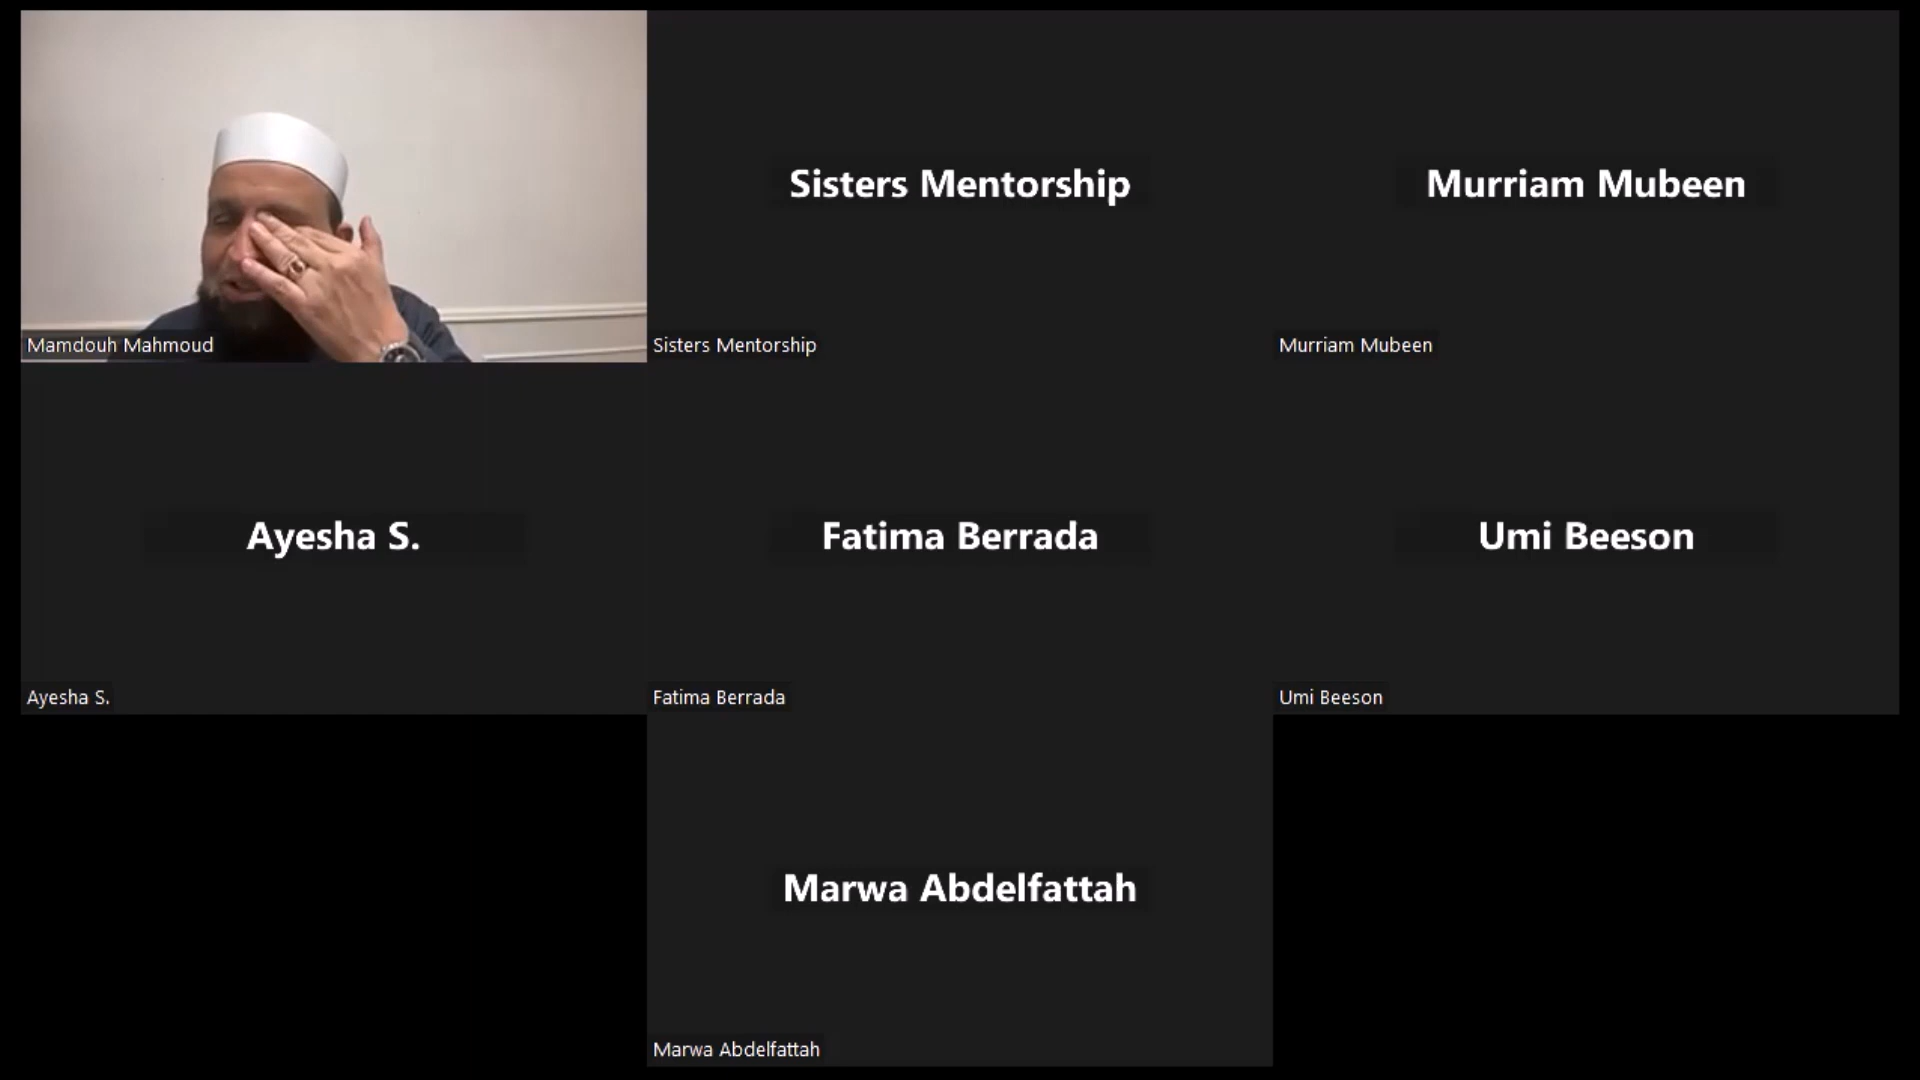 Mamdouh Mahmoud
Sisters Mentorship
Sisters Mentorship
Murriam Mubeen
Murriam Mubeen
Ayesha S.
Ayesha S.
Fatima Berrada
Fatima Berrada
Umi Beeson
Umi Beeson
Marwa Abdelfattah
Marwa Abdelfattah